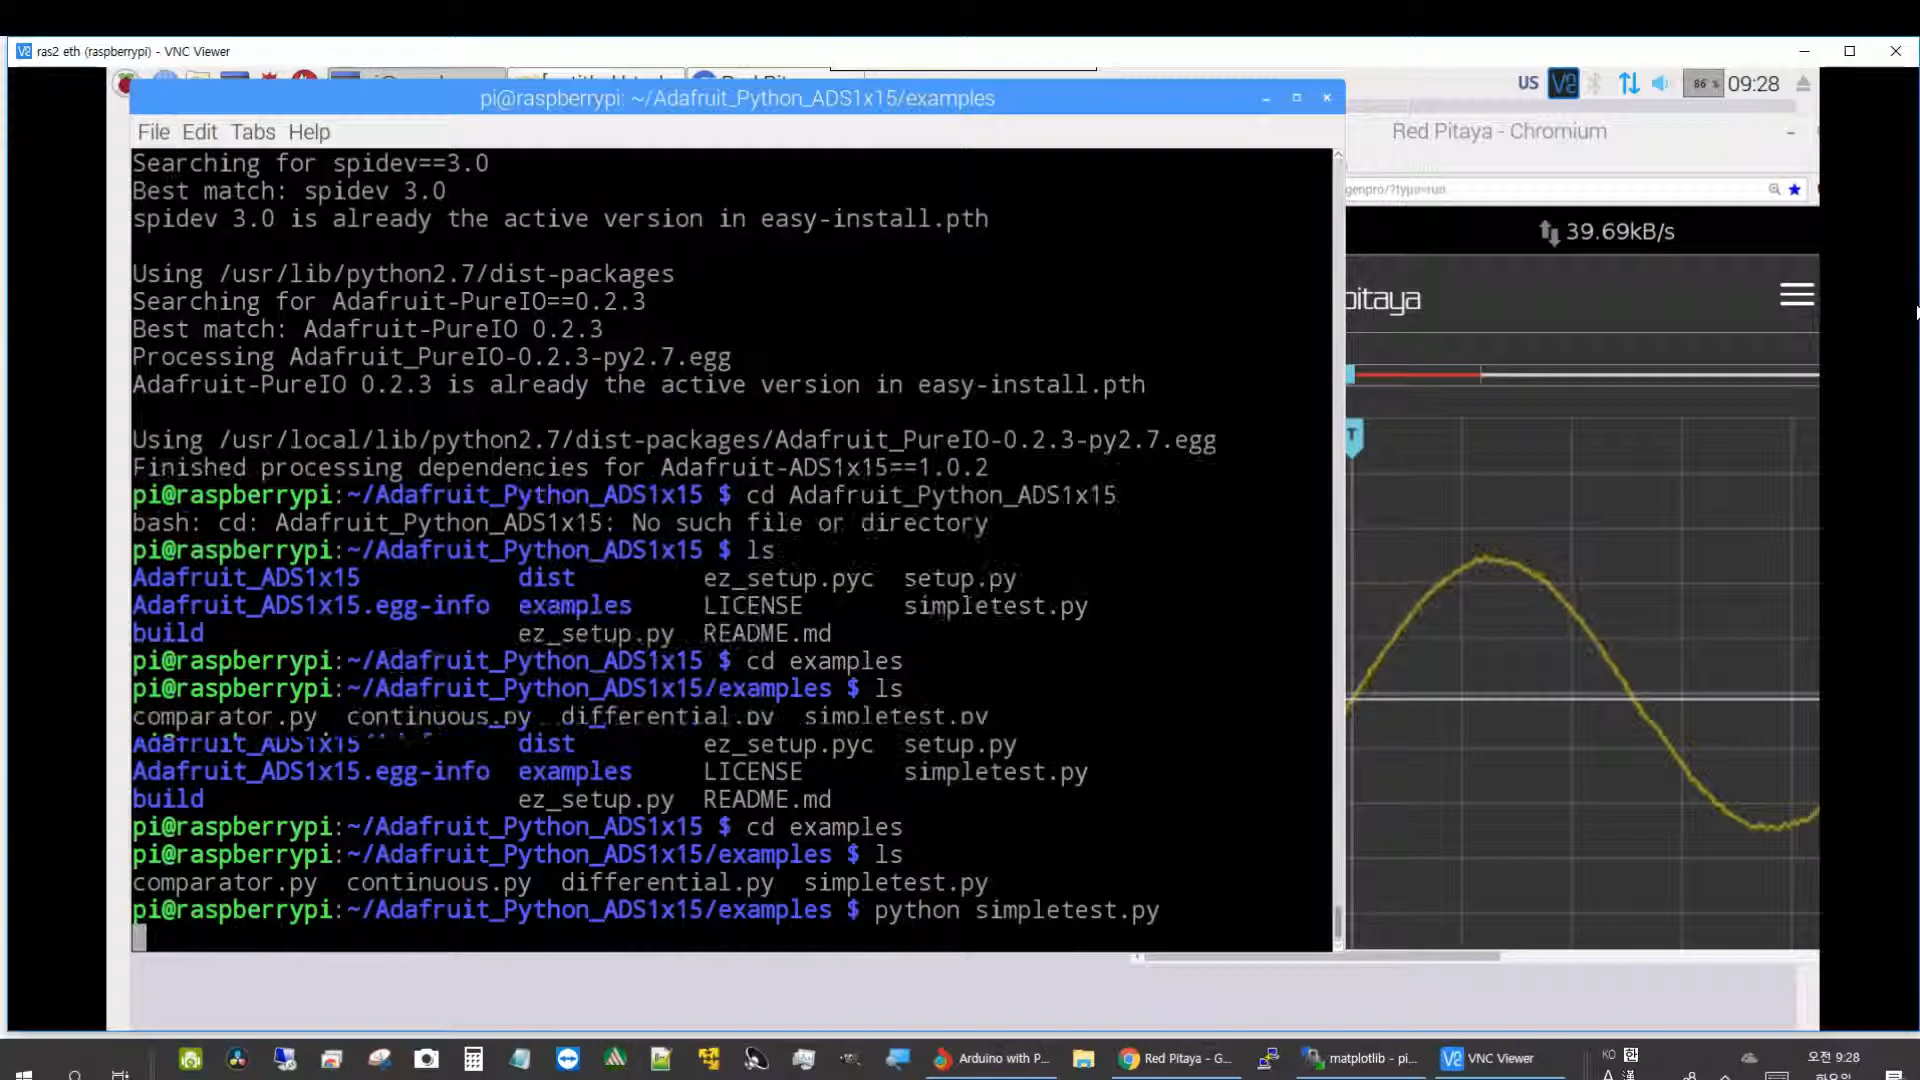 ras2 eth (raspberrypi) - VNC Viewer
US
86 %
09:28
pi@raspberrypi: ~/Adafruit_Python_ADS1x15/examples
Red Pitaya - Chromium
File Edit Tabs Help
Searching for spidev==3.0
Best match: spidev 3.0
spidev 3.0 is already the active version in easy-install.pth
Using /usr/lib/python2.7/dist-packages
Searching for Adafruit-PureIO==0.2.3
Best match: Adafruit-PureIO 0.2.3
Processing Adafruit_PureIO-0.2.3-py2.7.egg
Adafruit-PureIO 0.2.3 is already the active version in easy-install.pth
Using /usr/local/lib/python2.7/dist-packages/Adafruit_PureIO-0.2.3-py2.7.egg
Finished processing dependencies for Adafruit-ADS1x15==1.0.2
pi@raspberrypi:~/Adafruit_Python_ADS1x15 $ cd Adafruit_Python_ADS1x15
bash: cd: Adafruit_Python_ADS1x15: No such file or directory
pi@raspberrypi:~/Adafruit_Python_ADS1x15 $ ls
Adafruit_ADS1x15 dist ez_setup.pyc setup.py
Adafruit_ADS1x15.egg-info examples LICENSE simpletest.py
build ez_setup.py README.md
pi@raspberrypi:~/Adafruit_Python_ADS1x15 $ cd examples
pi@raspberrypi:~/Adafruit_Python_ADS1x15/examples $ ls
comparator.py continuous.py differential.py simpletest.py
Adafruit_ADS1x15 dist ez_setup.pyc setup.py
Adafruit_ADS1x15.egg-info examples LICENSE simpletest.py
build ez_setup.py README.md
pi@raspberrypi:~/Adafruit_Python_ADS1x15 $ cd examples
pi@raspberrypi:~/Adafruit_Python_ADS1x15/examples $ ls
comparator.py continuous.py differential.py simpletest.py
pi@raspberrypi:~/Adafruit_Python_ADS1x15/examples $ python simpletest.py
genpro/?type=run
39.69kB/s
pitaya
T
Arduino with P...
Red Pitaya - G...
matplotlib - pi...
VNC Viewer
KO 한
A 漢
오전 9:28